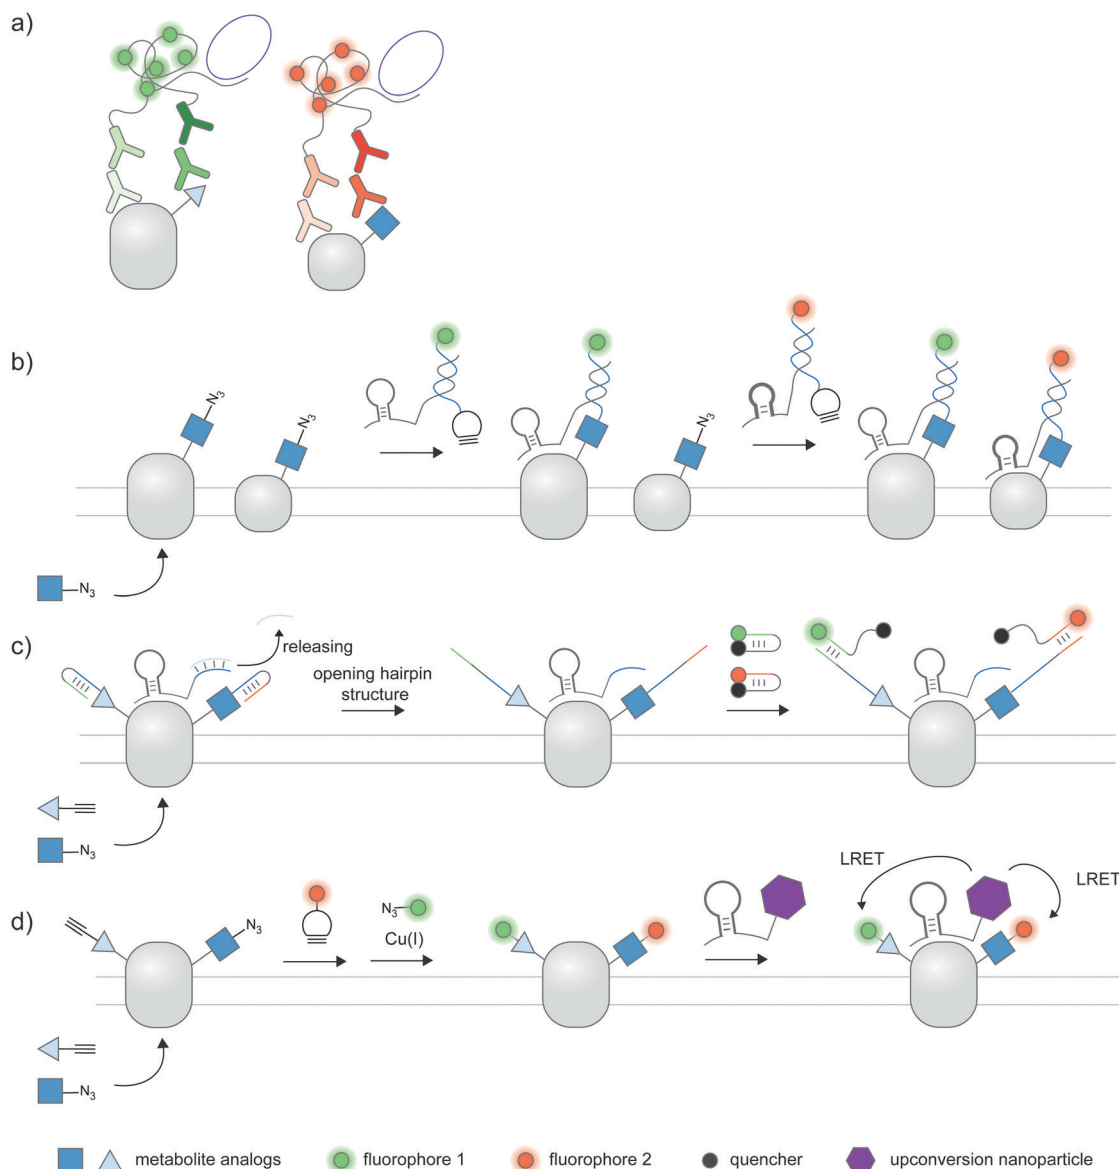 a)
b)
N₃
N₃
N₃
N₃
c)
releasing
opening hairpin
structure
N₃
LRET
LRET
d)
N₃
N₃
Cu(I)
N₃
metabolite analogs
fluorophore 1
fluorophore 2
quencher
upconversion nanoparticle